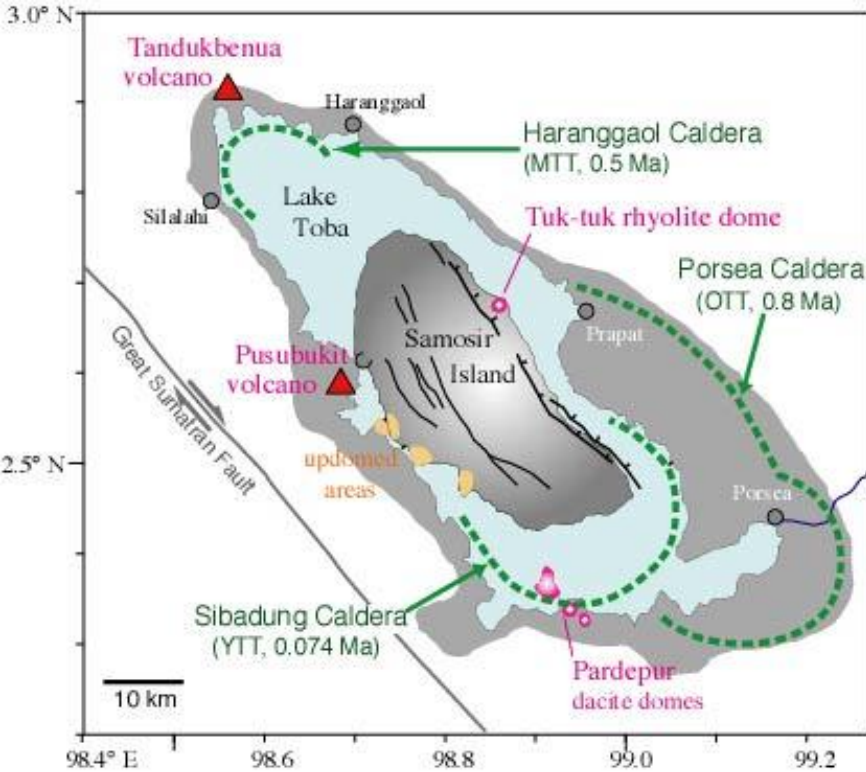 3.0° N
Tandukbenua
volcano
Haranggaol
Haranggaol Caldera
(MTT, 0.5 Ma)
Lake
Toba
Silalahi
Tuk-tuk rhyolite dome
Porsea Caldera
(OTT, 0.8 Ma)
Prapat
Samosir
Island
Pusubukit
volcano
Great Sumatran Fault
2.5° N
updomed
areas
Porsea
Sibadung Caldera
(YTT, 0.074 Ma)
Pardepur
dacite domes
10 km
98.4° E
98.6
98.8
99.0
99.2